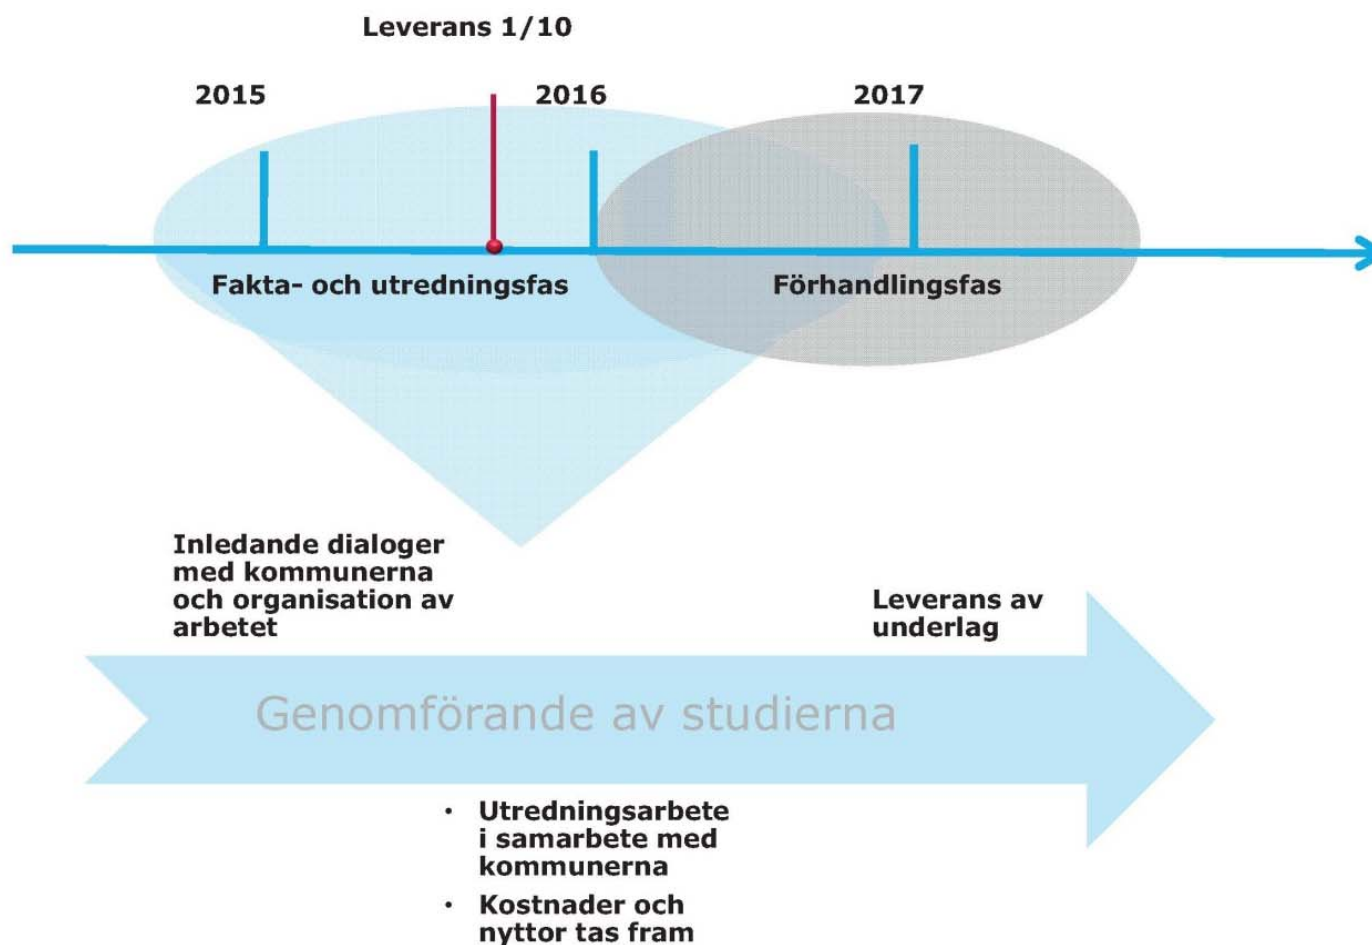 Leverans 1/10
2015
2016
2017
Fakta- och utredningsfas
Förhandlingsfas
Inledande dialoger
med kommunerna
och organisation av
arbetet
Leverans av
underlag
Genomförande av studierna
• Utredningsarbete
i samarbete med
kommunerna
• Kostnader och
nyttor tas fram